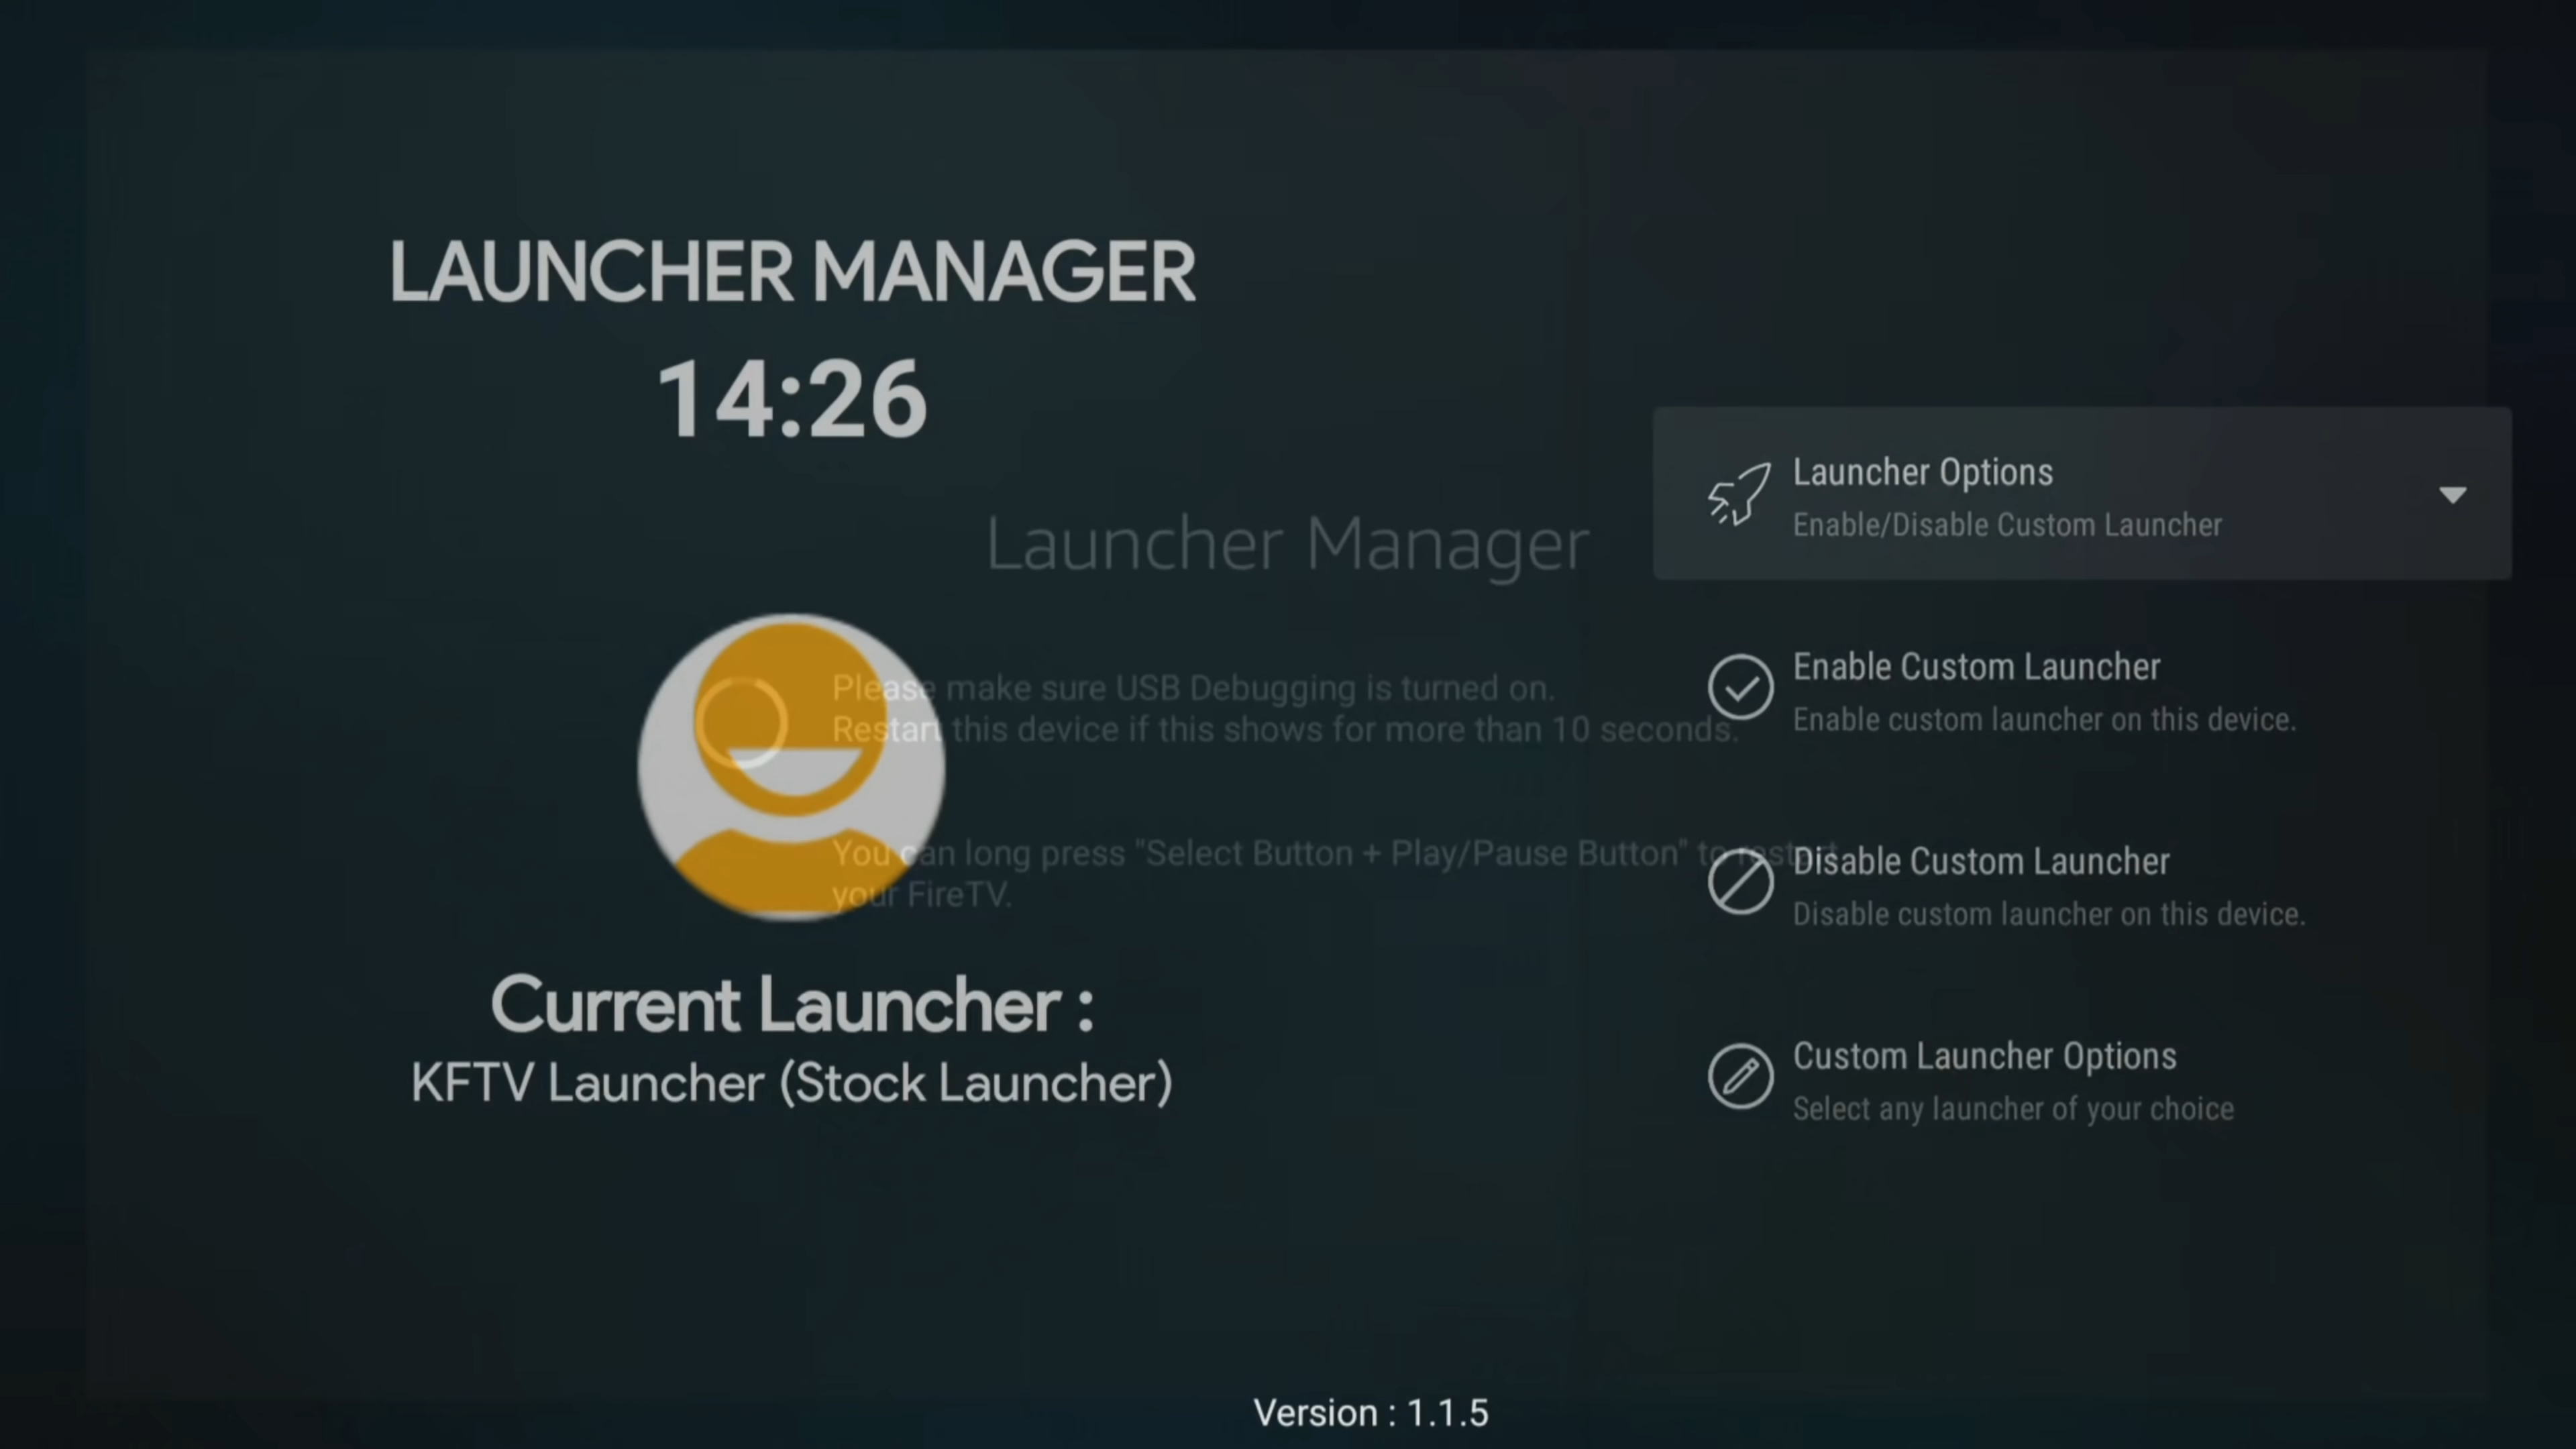 LAUNCHER MANAGER
14:26
Launcher Manager
Please make sure USB Debugging is turned on.
Restart this device if this shows for more than 10 seconds.
You can long press "Select Button + Play/Pause Button" to restart
your FireTV.
Current Launcher :
KFTV Launcher (Stock Launcher)
Launcher Options
Enable/Disable Custom Launcher
Enable Custom Launcher
Enable custom launcher on this device.
Disable Custom Launcher
Disable custom launcher on this device.
Custom Launcher Options
Select any launcher of your choice
Version : 1.1.5